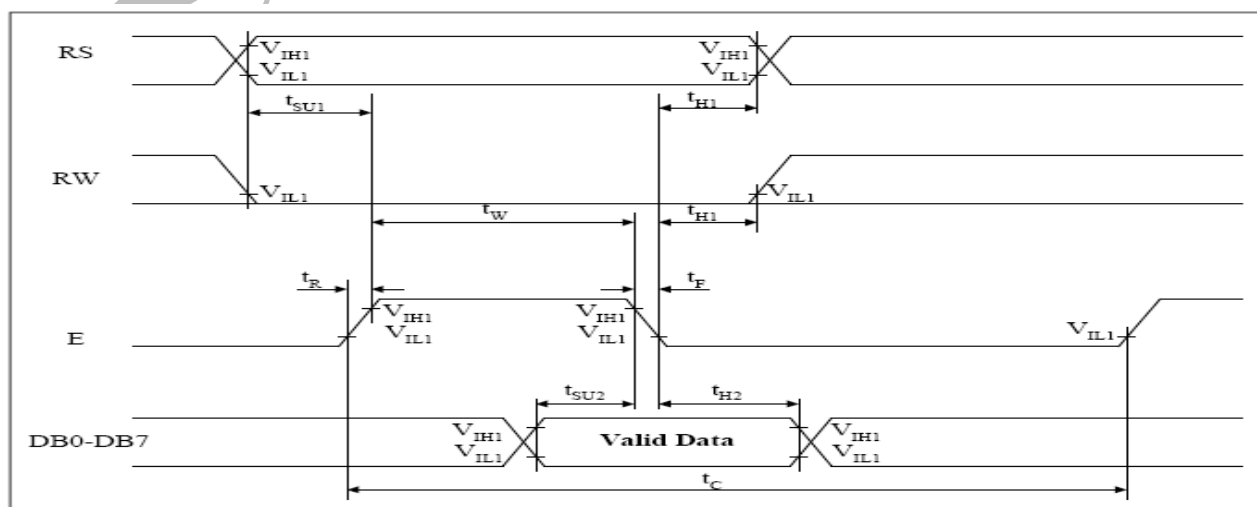 RS
VIH1
VIL1
VIH1
VIL1
tSU1
tH1
RW
VIL1
VIL1
tW
tH1
tR
tF
E
VIH1
VIL1
VIH1
VIL1
VIL1
tSU2
tH2
DB0-DB7
VIH1
VIL1
Valid Data
VIH1
VIL1
tC